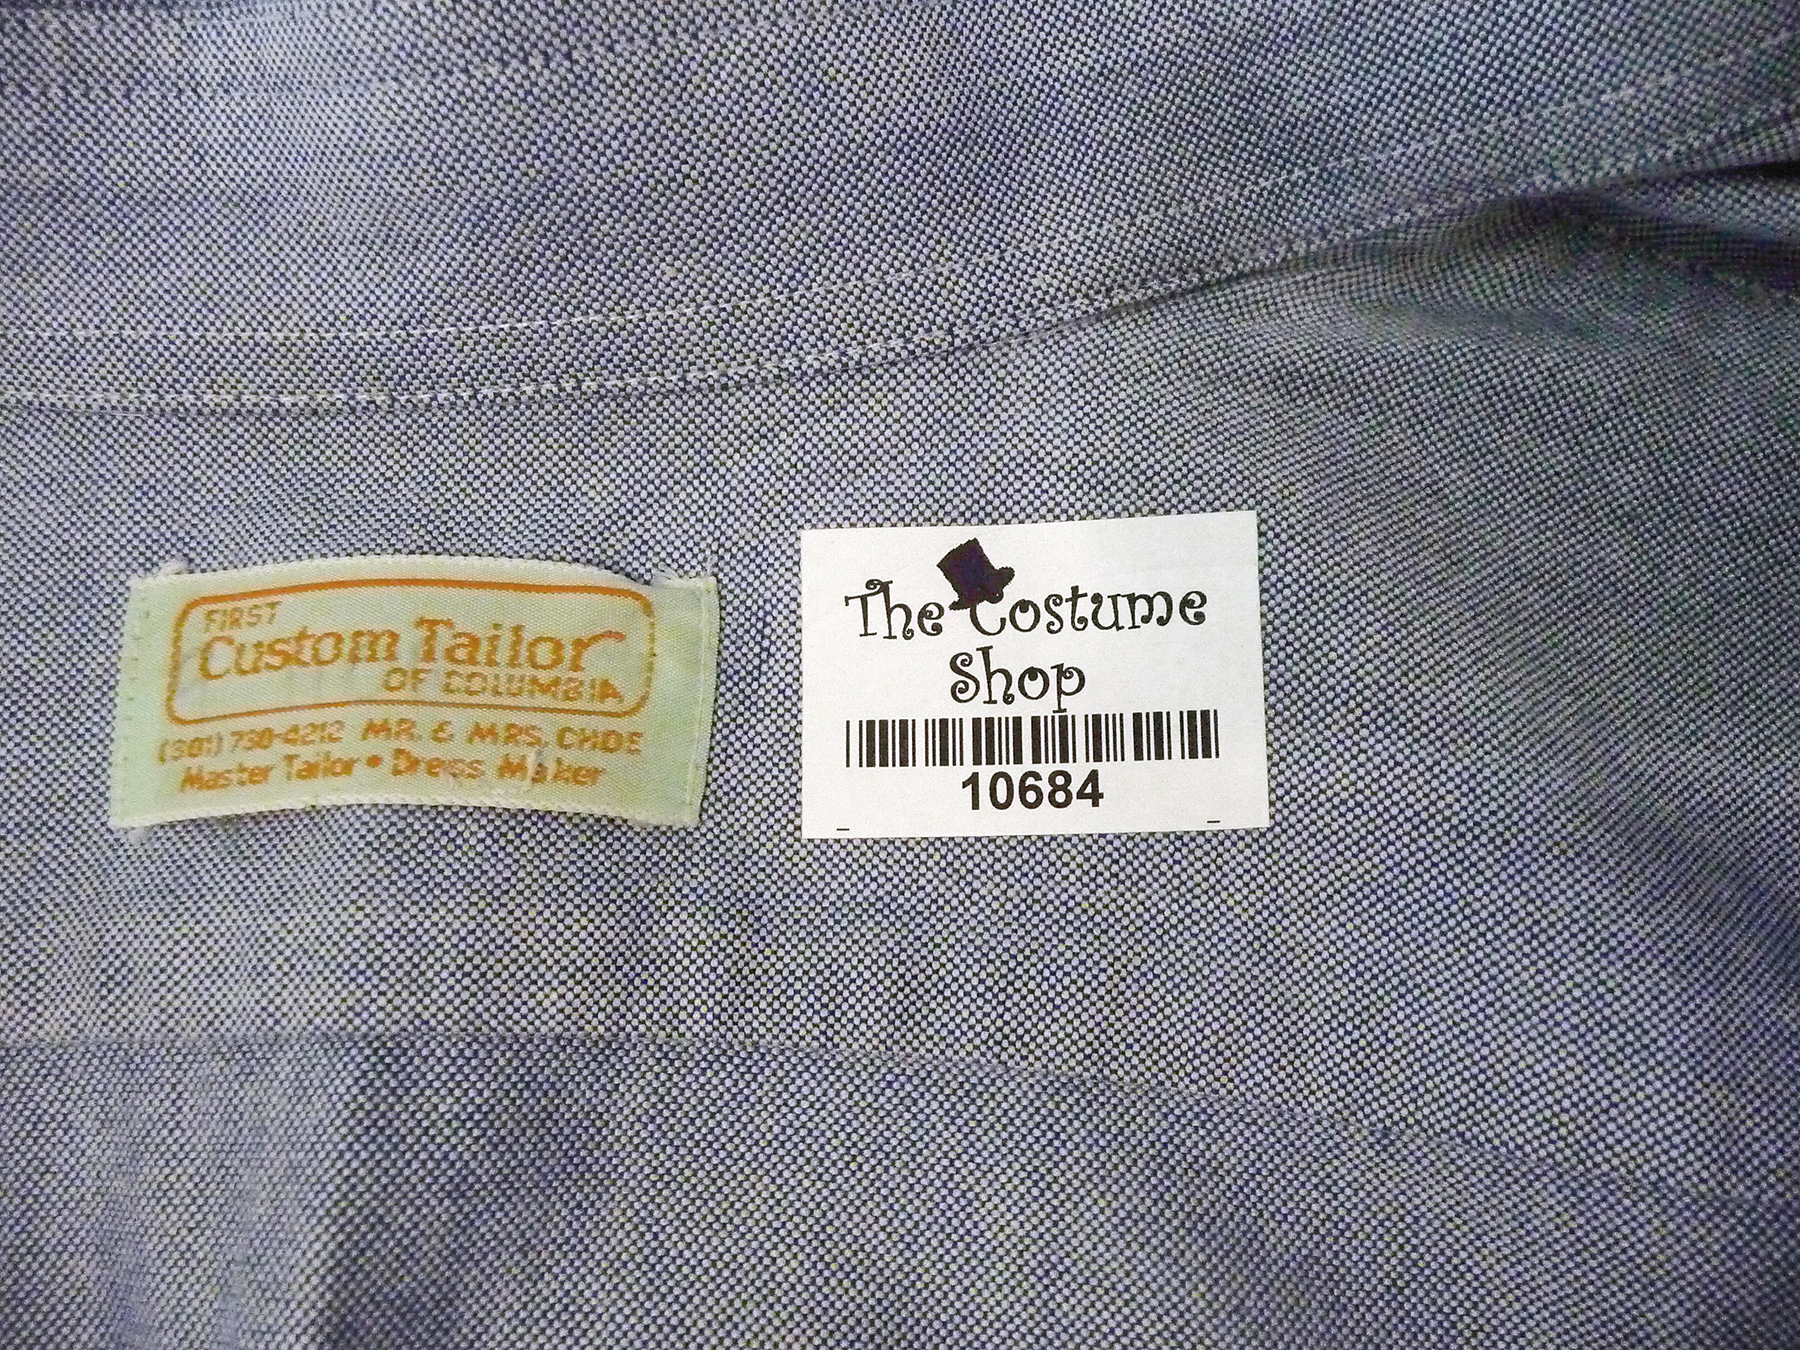 FIRST
Custom Tailor
OF COLUMBIA
(301) 730-4212 MR. & MRS. CHOE
Master Tailor • Dress Maker
The Costume
Shop
10684